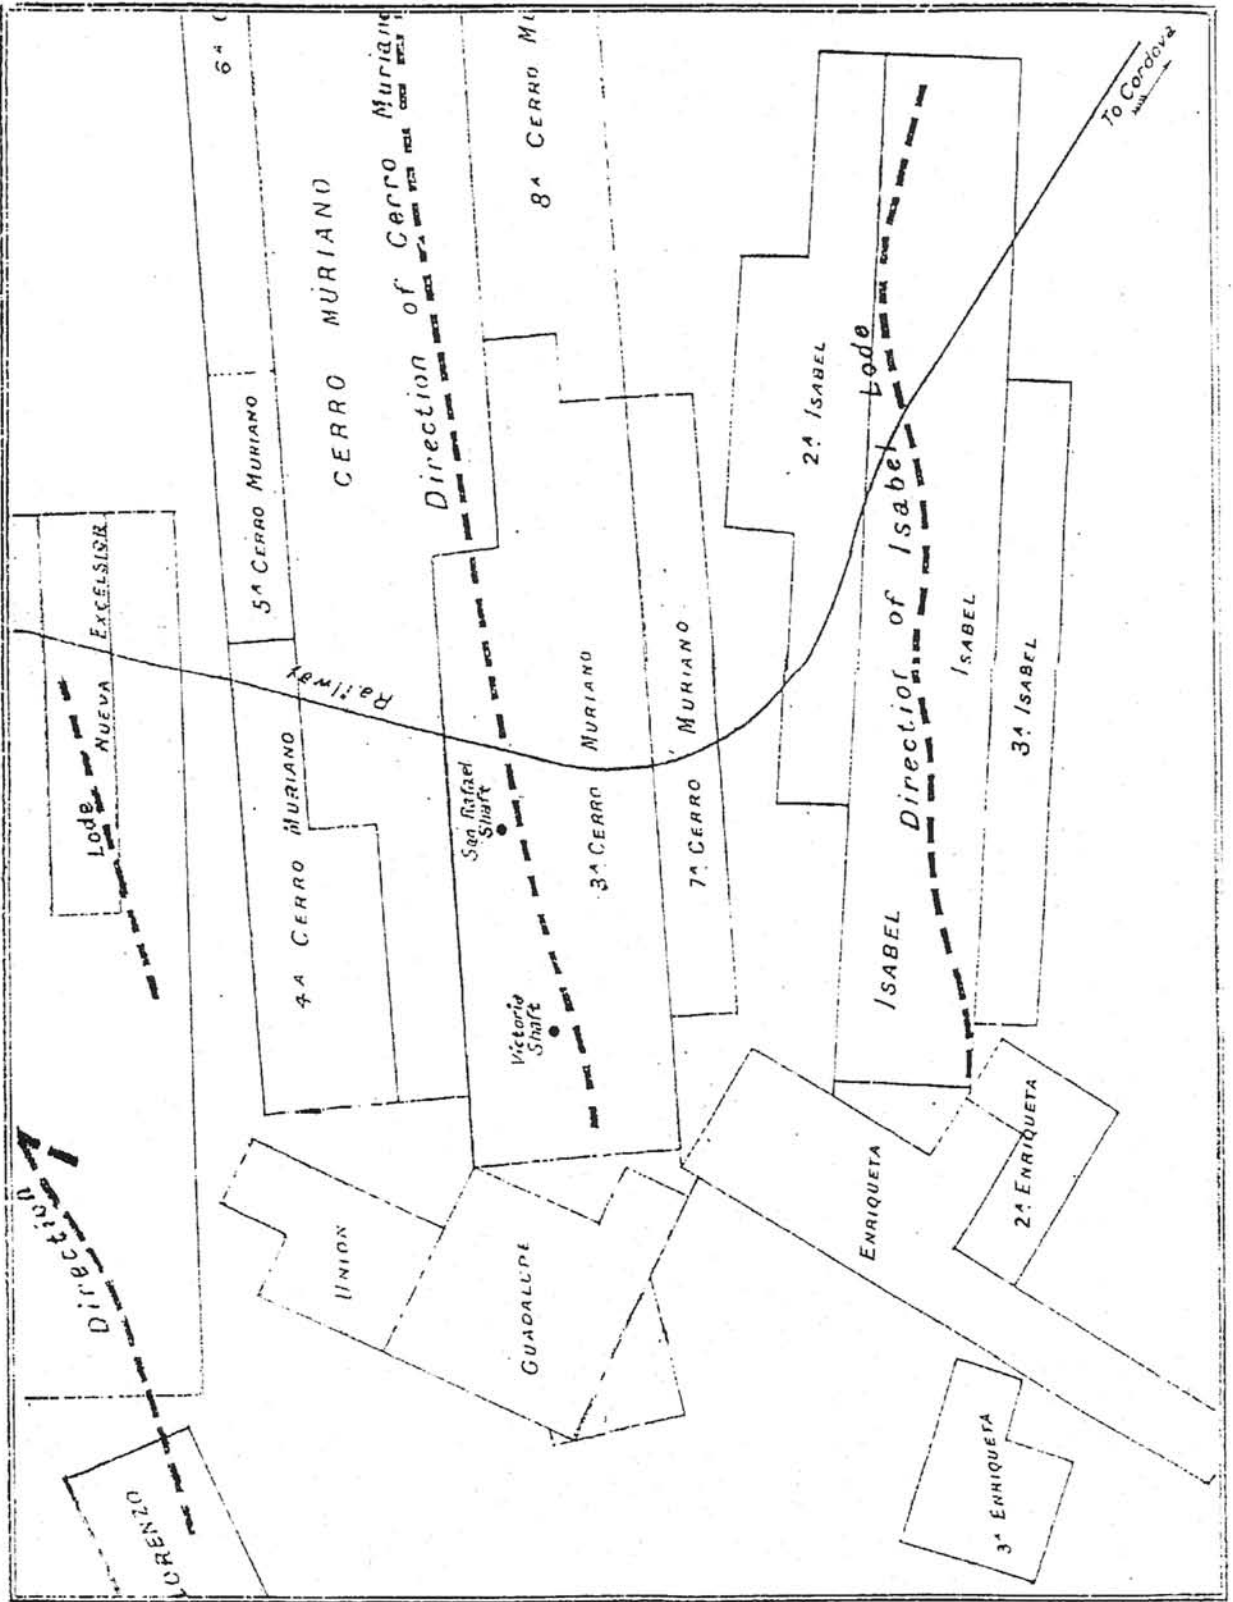 6ᴬ C
CERRO MURIANO
Direction of Cerro Muriano
8ᴬ CERRO MU
5ᴬ CERRO MURIANO
NUEVA EXCELSIOR
Lode
Railway
4ᴬ CERRO MURIANO
San Rafael
Shaft
3ᴬ CERRO MURIANO
7ᴬ CERRO MURIANO
Victoria
Shaft
To Cordova
2ᴬ ISABEL
Direction of Isabel Lode
ISABEL
ISABEL
3ᴬ ISABEL
Direction
LORENZO
UNION
GUADALUPE
ENRIQUETA
2ᴬ ENRIQUETA
3ᴬ ENRIQUETA